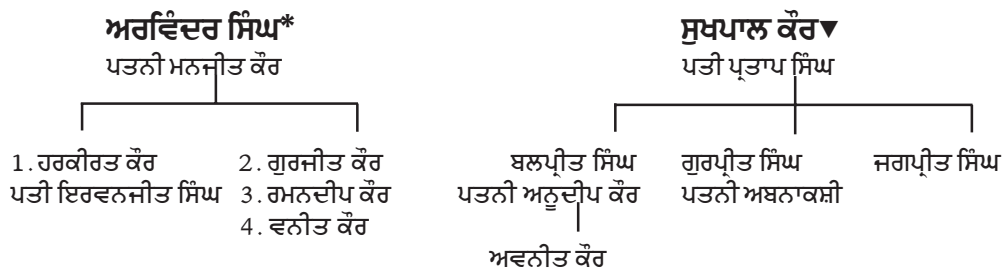 ਅਰਵਿੰਦਰ ਸਿੰਘ*
ਪਤਨੀ ਮਨਜੀਤ ਕੌਰ
1.ਹਰਕੀਰਤ ਕੌਰ
ਪਤੀ ਇਰਵਨਜੀਤ ਸਿੰਘ
2. ਗੁਰਜੀਤ ਕੌਰ
3. ਰਮਨਦੀਪ ਕੌਰ
4. ਵਨੀਤ ਕੌਰ
ਸੁਖਪਾਲ ਕੌਰ▼
ਪਤੀ ਪ੍ਰਤਾਪ ਸਿੰਘ
ਬਲਪ੍ਰੀਤ ਸਿੰਘ
ਪਤਨੀ ਅਨੂਦੀਪ ਕੌਰ
ਅਵਨੀਤ ਕੌਰ
ਗੁਰਪ੍ਰੀਤ ਸਿੰਘ
ਪਤਨੀ ਅਬਨਾਕਸ਼ੀ
ਜਗਪ੍ਰੀਤ ਸਿੰਘ